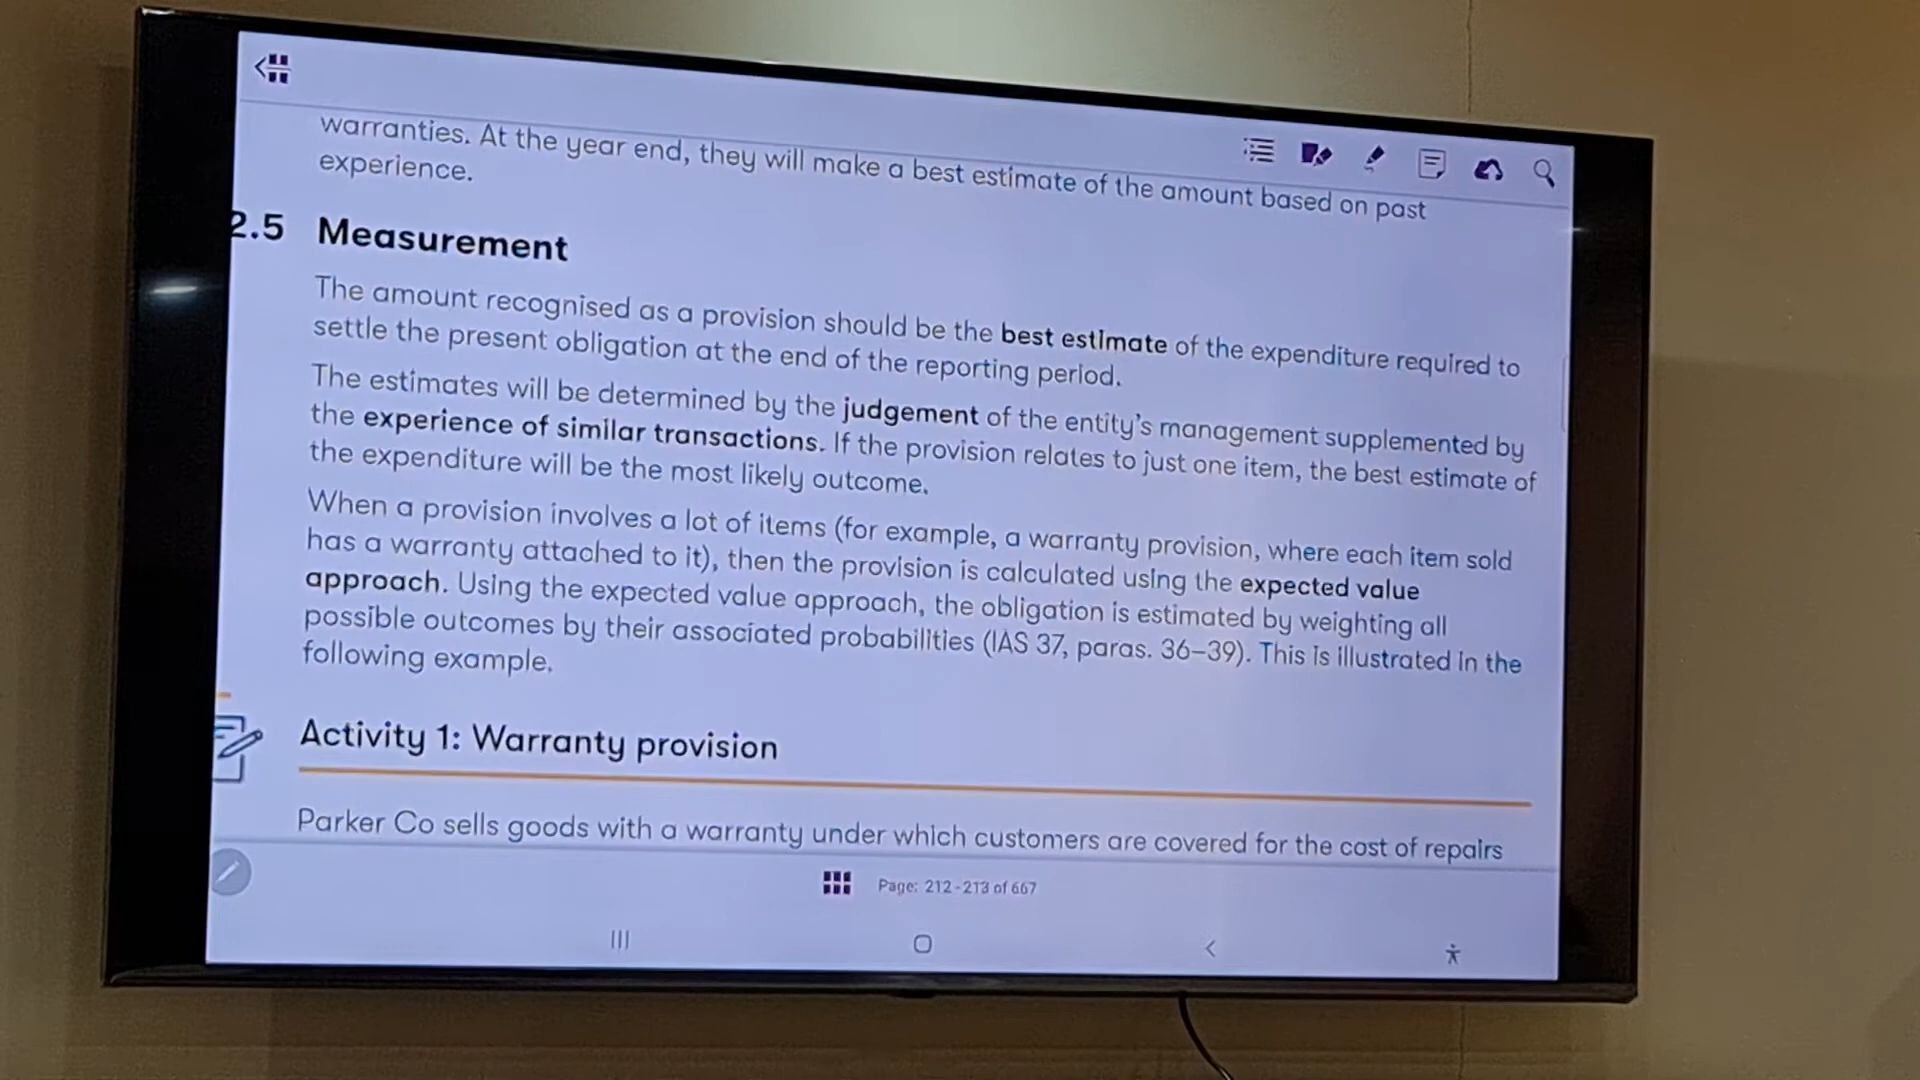 warranties. At the year end, they will make a best estimate of the amount based on past
experience.
2.5 Measurement
The amount recognised as a provision should be the best estimate of the expenditure required to
settle the present obligation at the end of the reporting period.
The estimates will be determined by the judgement of the entity's management supplemented by
the experience of similar transactions. If the provision relates to just one item, the best estimate of
the expenditure will be the most likely outcome.
When a provision involves a lot of items (for example, a warranty provision, where each item sold
has a warranty attached to it), then the provision is calculated using the expected value
approach. Using the expected value approach, the obligation is estimated by weighting all
possible outcomes by their associated probabilities (IAS 37, paras. 36–39). This is illustrated in the
following example.
Activity 1: Warranty provision
Parker Co sells goods with a warranty under which customers are covered for the cost of repairs
Page: 212-213 of 667